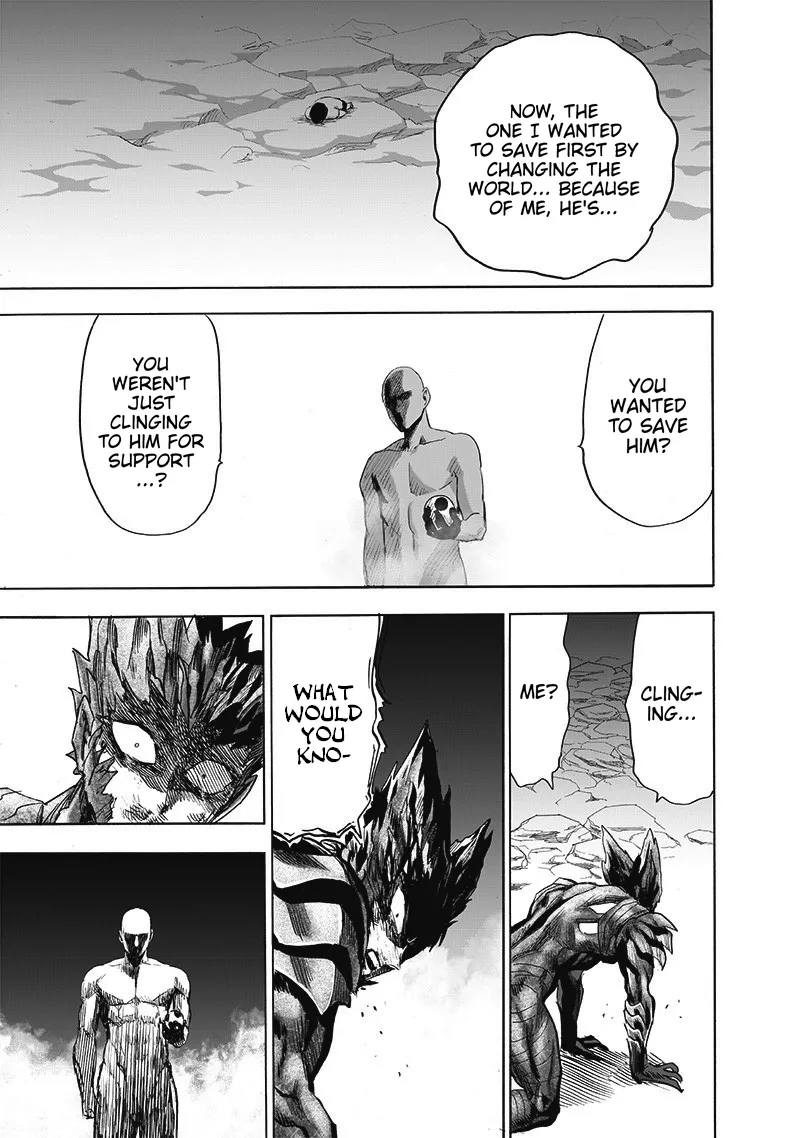 NOW, THE
ONE I WANTED
TO SAVE FIRST BY
CHANGING THE
WORLD... BECAUSE
OF ME, HE'S...
YOU
WANTED
TO SAVE
HIM?
YOU
WEREN'T
JUST
CLINGING
TO HIM FOR
SUPPORT
...?
CLING-
ING...
ME?
WHAT
WOULD
YOU
KNO-